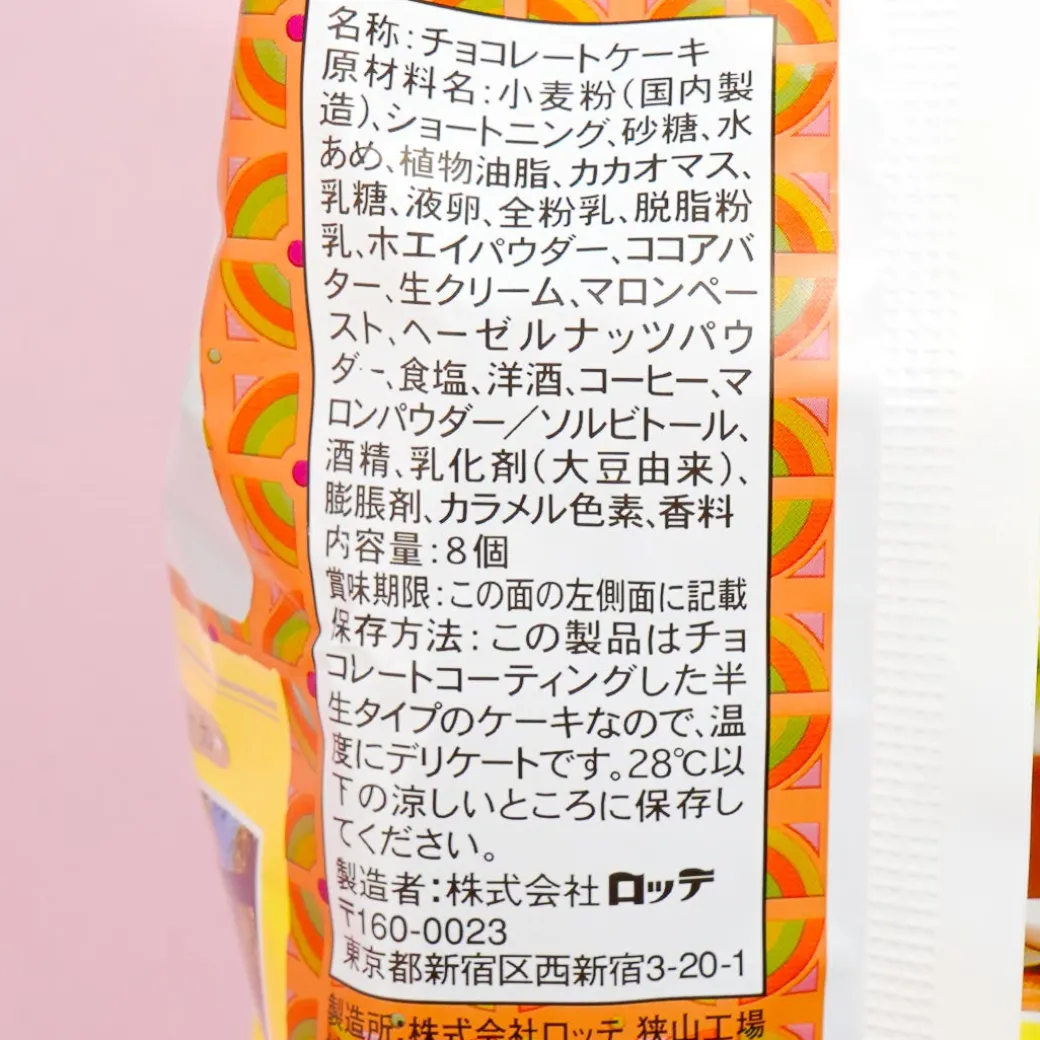 名称:チョコレートケーキ
原材料名:小麦粉(国内製
造)、ショートニング、砂糖、水
あめ、植物油脂、カカオマス、
乳糖、液卵、全粉乳、脱脂粉
乳、ホエイパウダー、ココアバ
ター、生クリーム、マロンペー
スト、ヘーゼルナッツパウ
ダー、食塩、洋酒、コーヒー、マ
ロンパウダー/ソルビトール、
酒精、乳化剤(大豆由来)、
膨脹剤、カラメル色素、香料
内容量:8個
賞味期限:この面の左側面に記載
保存方法:この製品はチョ
コレートコーティングした半
生タイプのケーキなので、温
度にデリケートです。28℃以
下の涼しいところに保存し
てください。
製造者:株式会社ロッテ
〒160-0023
東京都新宿区西新宿3-20-1
製造所:株式会社ロッテ 狭山工場